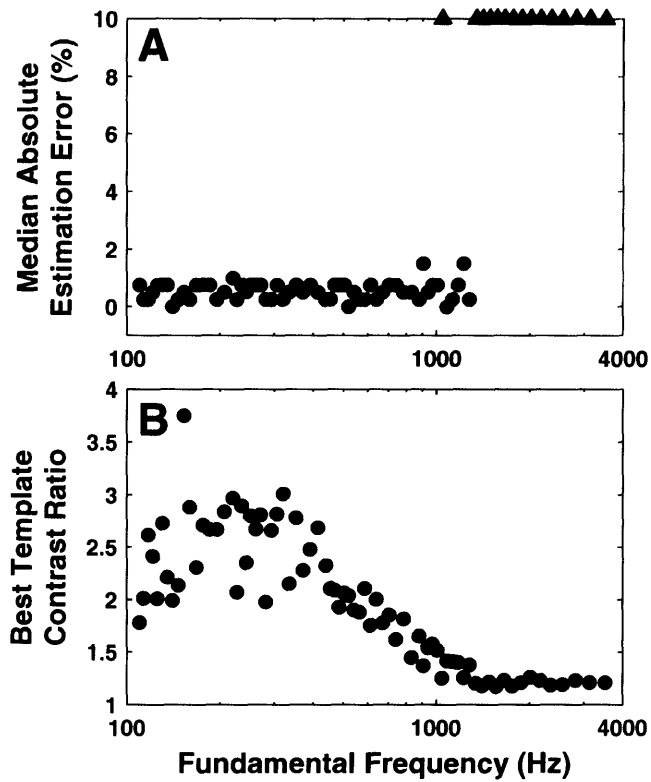 A
Median Absolute
Estimation Error (%)
10
8
6
4
2
0
100
1000
4000
B
Best Template
Contrast Ratio
4
3.5
3
2.5
2
1.5
1
100
1000
4000
Fundamental Frequency (Hz)